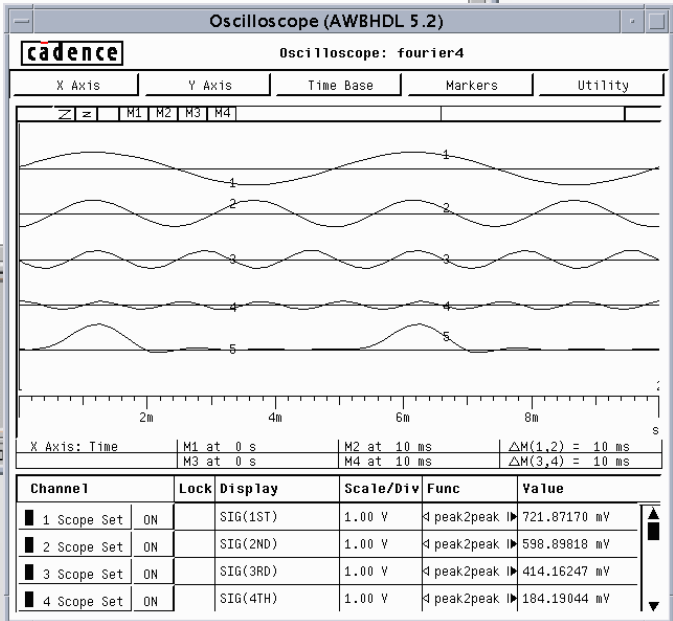 Oscilloscope (AWBHDL 5.2)
cadence
Oscilloscope: fourier4
X Axis Y Axis Time Base Markers Utility
Z z M1 M2 M3 M4
1 1
2 2
3 3
4 4
5 5
2m 4m 6m 8m
s
X Axis: Time M1 at 0 s M2 at 10 ms △M(1,2) = 10 ms
M3 at 0 s M4 at 10 ms △M(3,4) = 10 ms
Channel Lock Display Scale/Div Func Value
1 Scope Set ON SIG(1ST) 1.00 V peak2peak 721.87170 mV
2 Scope Set ON SIG(2ND) 1.00 V peak2peak 598.89818 mV
3 Scope Set ON SIG(3RD) 1.00 V peak2peak 414.16247 mV
4 Scope Set ON SIG(4TH) 1.00 V peak2peak 184.19044 mV